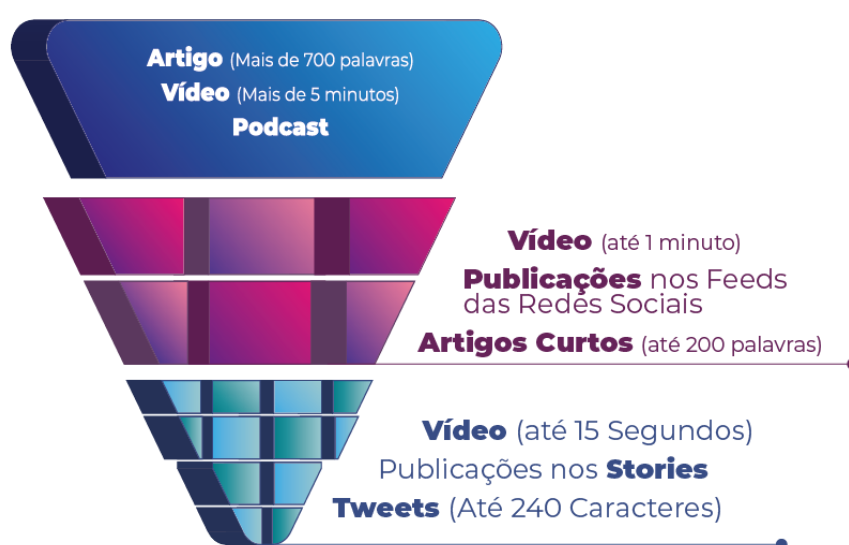 Artigo (Mais de 700 palavras)
Vídeo (Mais de 5 minutos)
Podcast
Vídeo (até 1 minuto)
Publicações nos Feeds
das Redes Sociais
Artigos Curtos (até 200 palavras)
Vídeo (até 15 Segundos)
Publicações nos Stories
Tweets (Até 240 Caracteres)